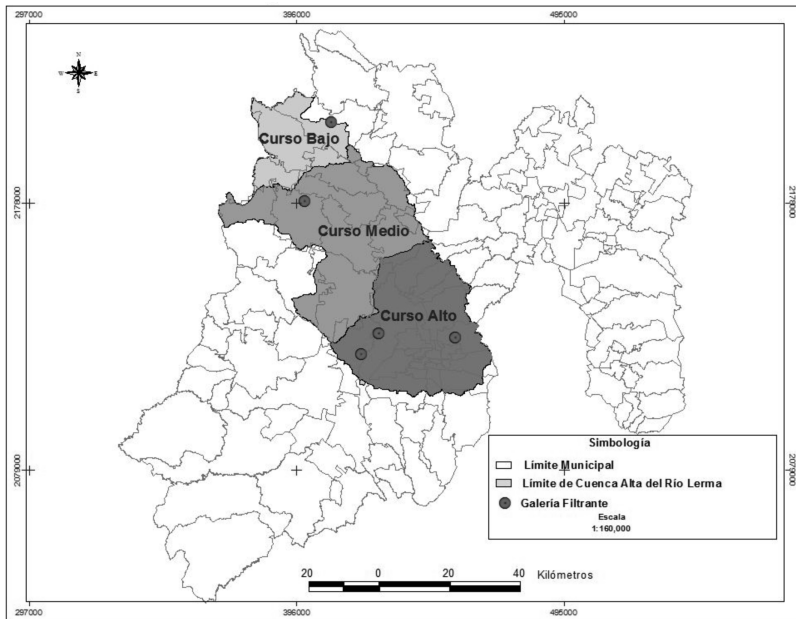 297000 396000 495000
N
W E
S
Curso Bajo
2178000 2178000
Curso Medio
Curso Alto
Simbología
Límite Municipal
2079000 2079000
Límite de Cuenca Alta del Río Lerma
Galería Filtrante
Escala
1:160,000
20 0 20 40 Kilómetros
297000 396000 495000